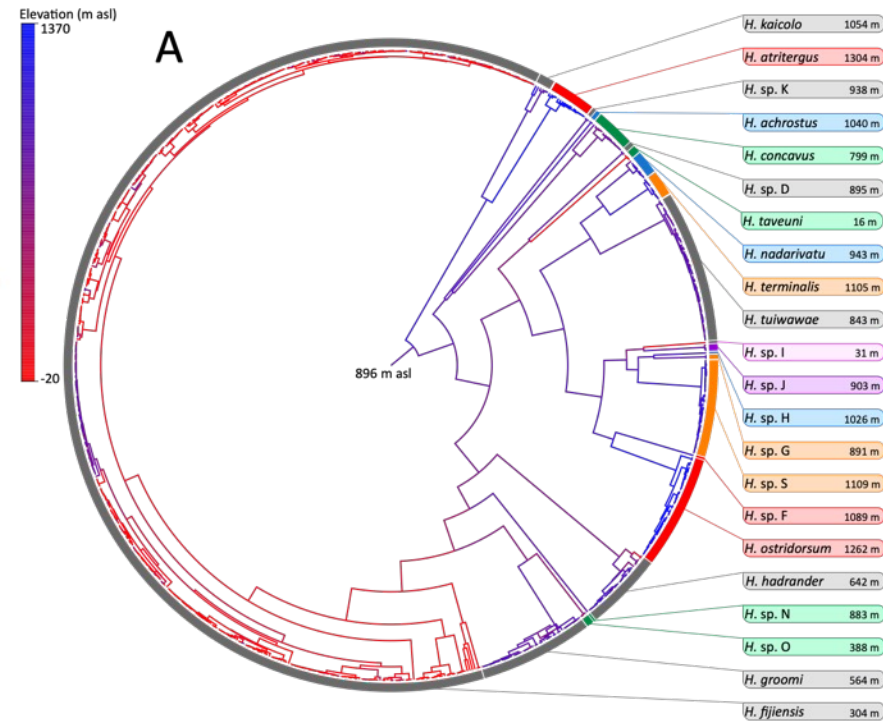 Elevation (m asl)
1370
-20
A
896 m asl
H. kaicolo 1054 m
H. atritergus 1304 m
H. sp. K 938 m
H. achrostus 1040 m
H. concavus 799 m
H. sp. D 895 m
H. taveuni 16 m
H. nadarivatu 943 m
H. terminalis 1105 m
H. tuiwawae 843 m
H. sp. I 31 m
H. sp. J 903 m
H. sp. H 1026 m
H. sp. G 891 m
H. sp. S 1109 m
H. sp. F 1089 m
H. ostridorsum 1262 m
H. hadrander 642 m
H. sp. N 883 m
H. sp. O 388 m
H. groomi 564 m
H. fijiensis 304 m